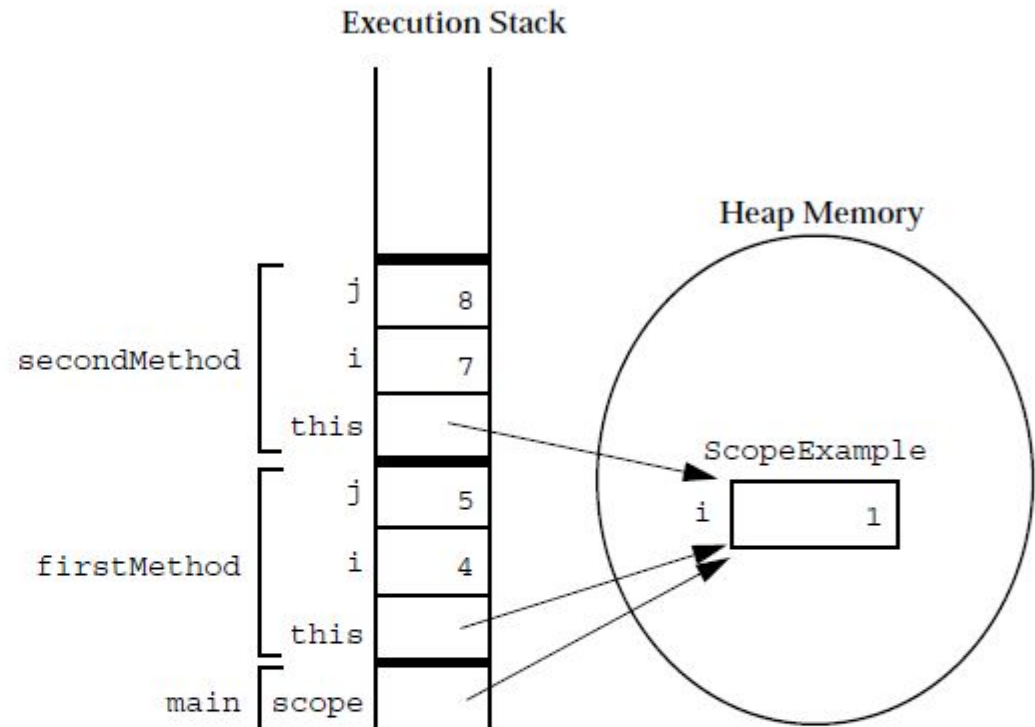 Execution Stack
Heap Memory
secondMethod
j 8
i 7
this
ScopeExample
i 1
firstMethod
j 5
i 4
this
main scope